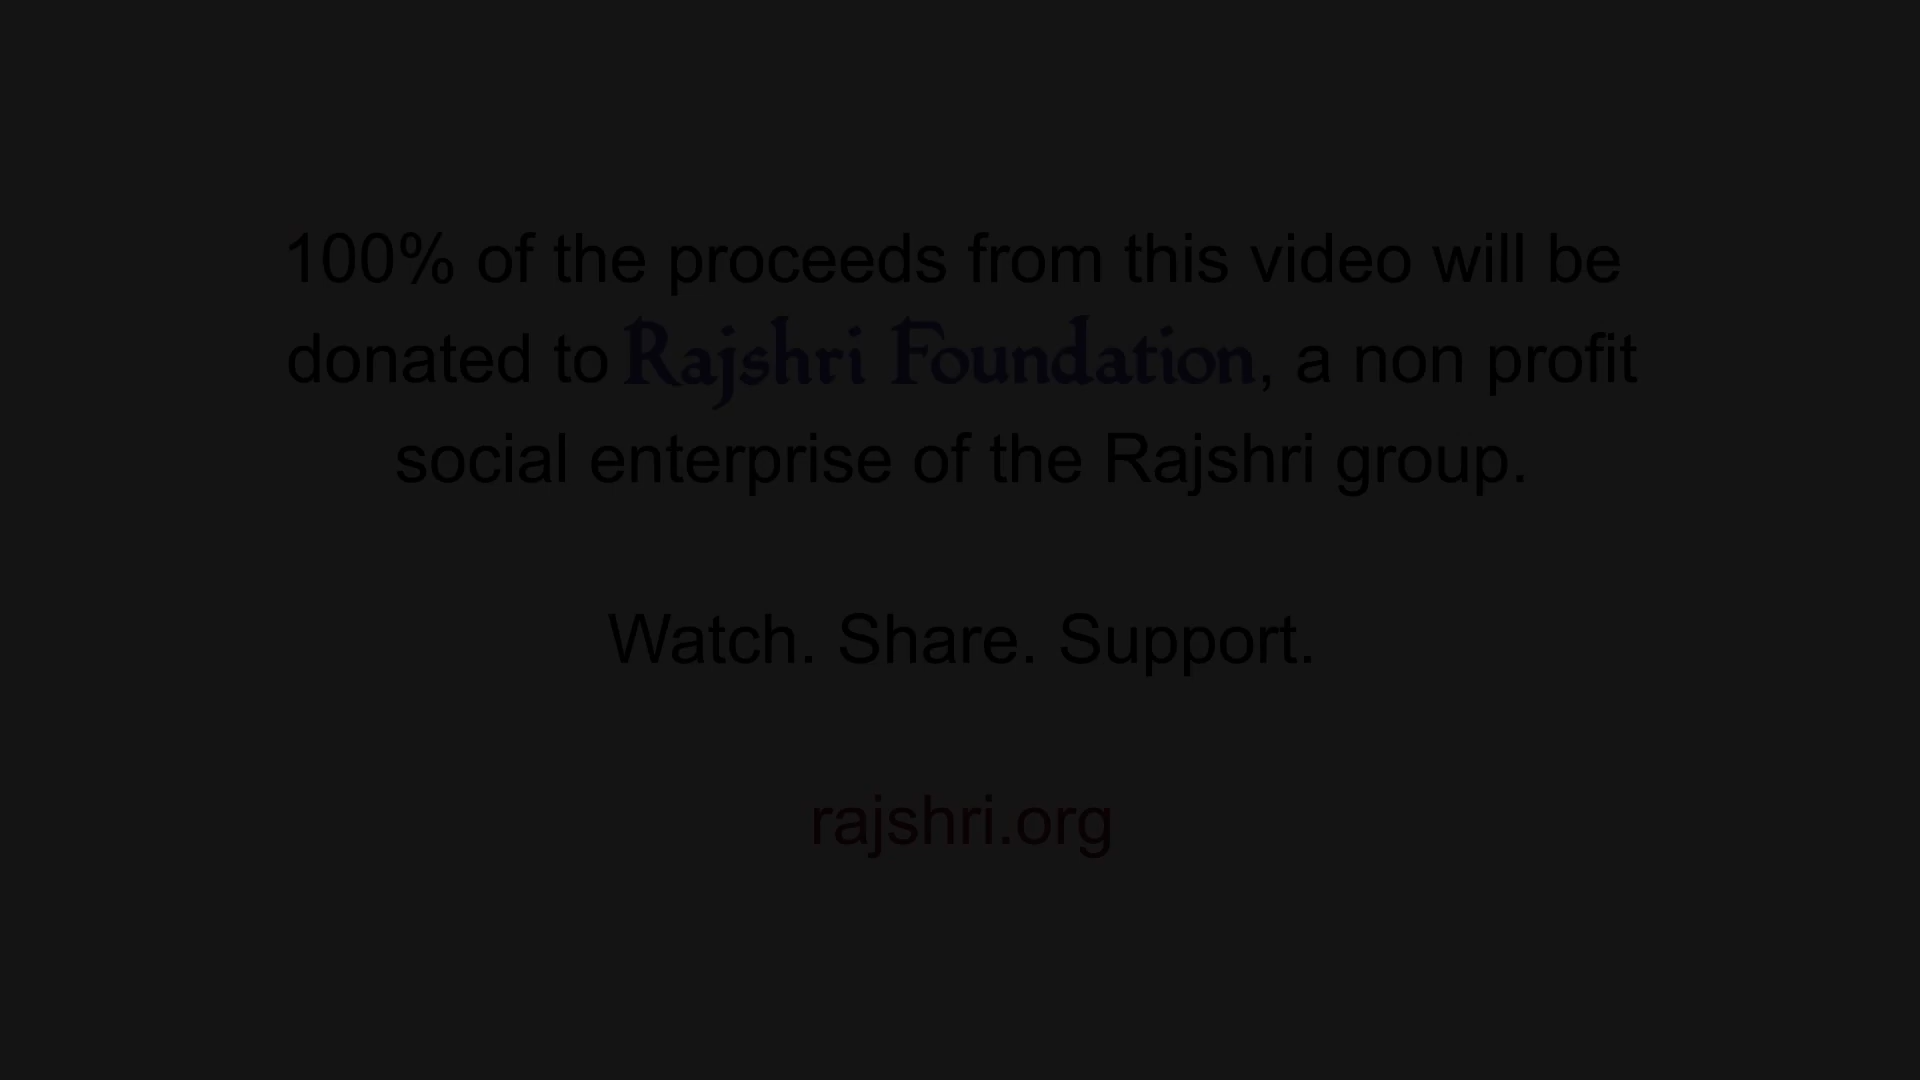 100% of the proceeds from this video will be
donated to Rajshri Foundation, a non profit
social enterprise of the Rajshri group.
Watch. Share. Support.
rajshri.org